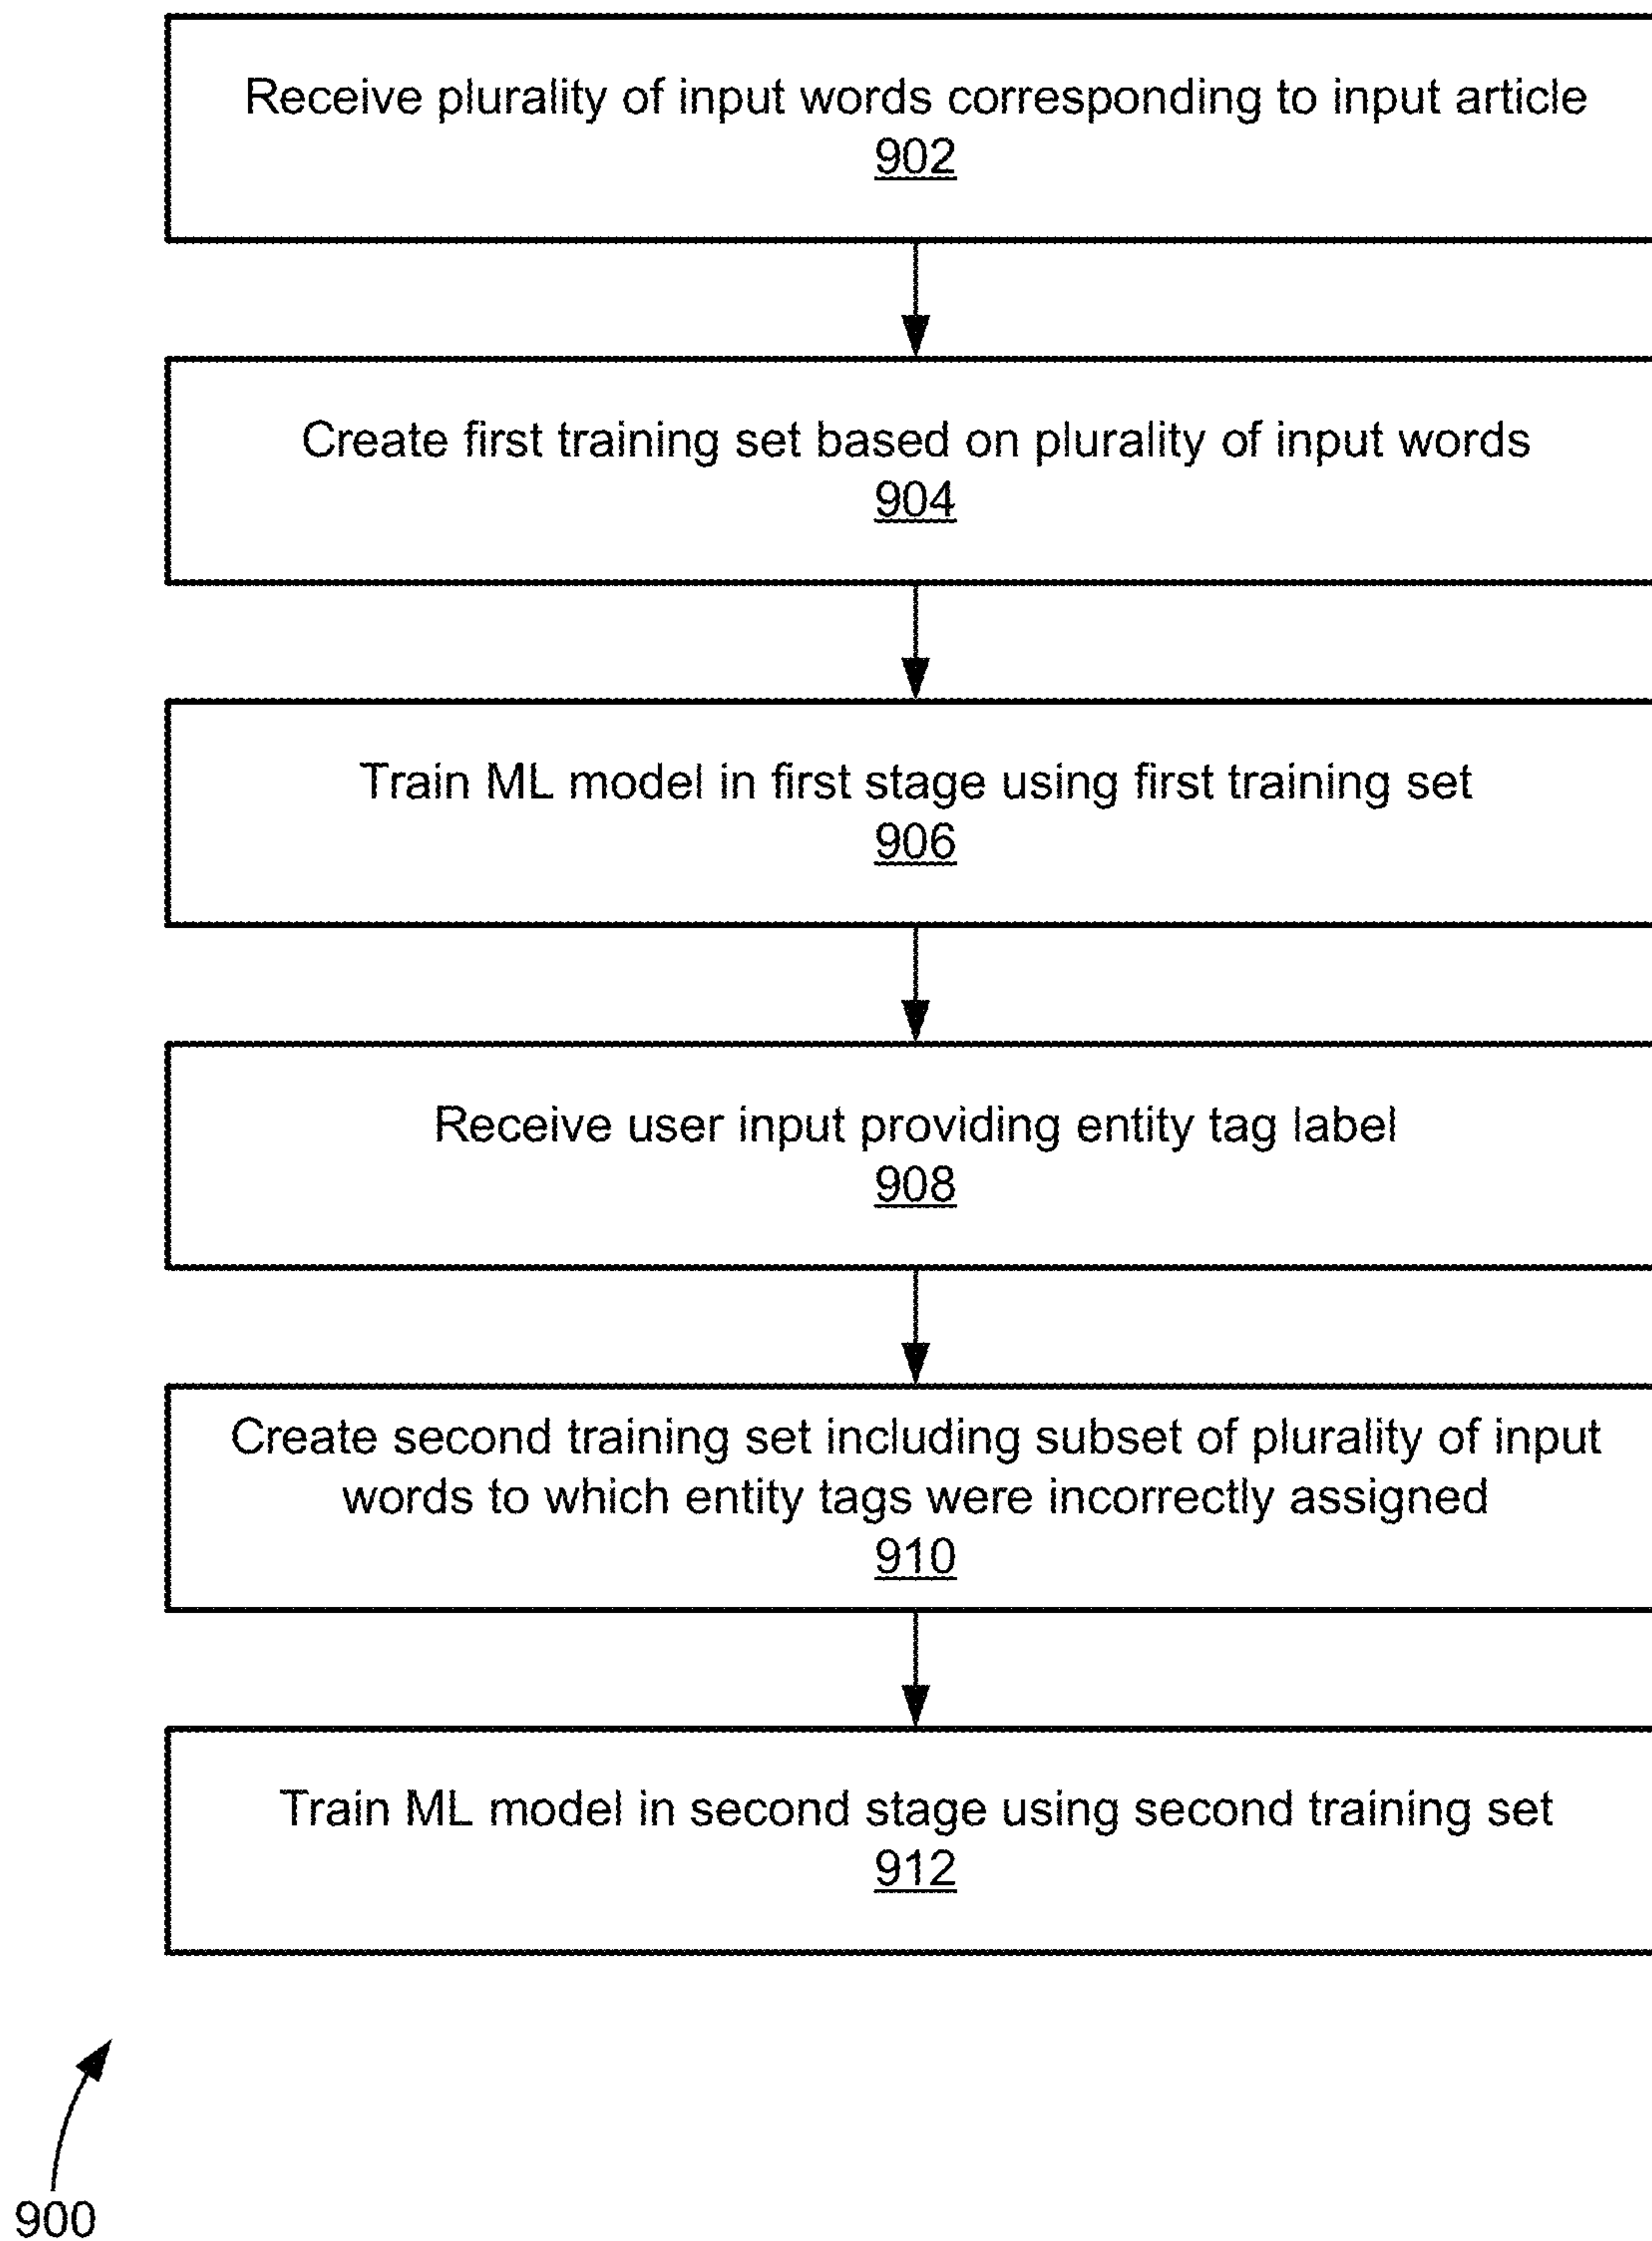 Receive plurality of input words corresponding to input article
902
Create first training set based on plurality of input words
904
Train ML model in first stage using first training set
906
Receive user input providing entity tag label
908
Create second training set including subset of plurality of input
words to which entity tags were incorrectly assigned
910
Train ML model in second stage using second training set
912
900